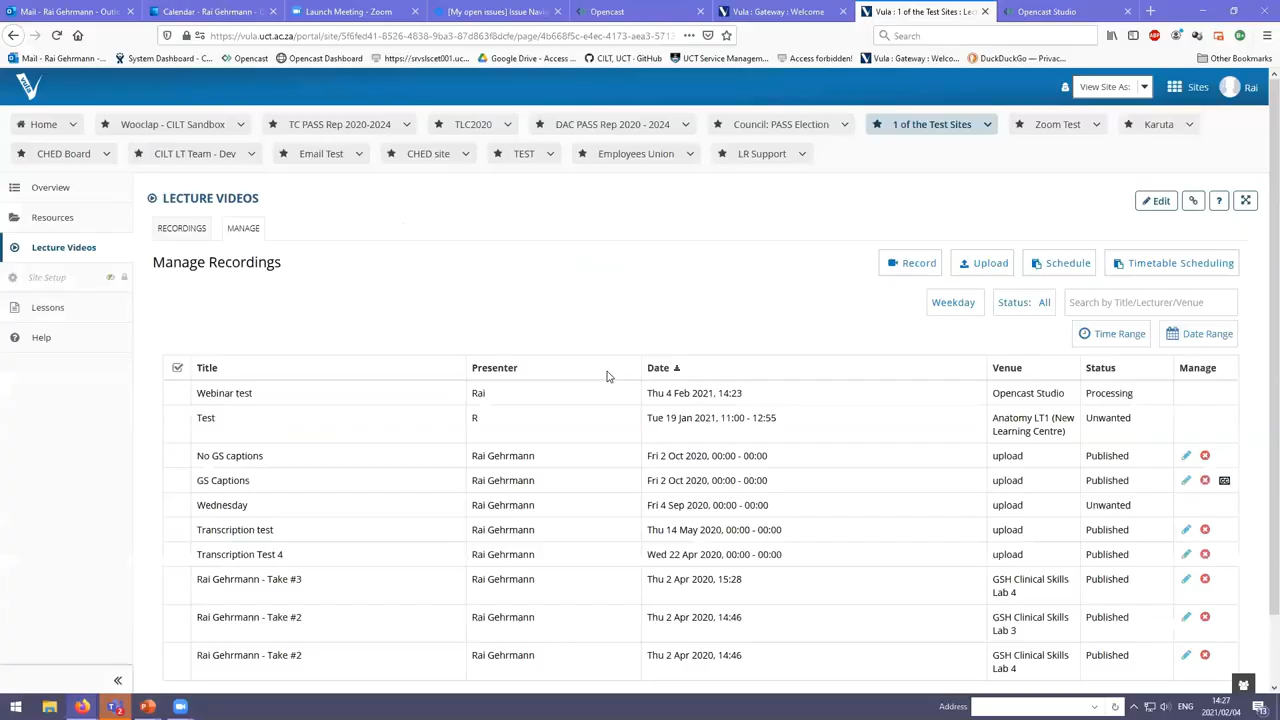 Mail - Rai Gehrmann - Outlo
Calendar - Rai Gehrmann - O
Launch Meeting - Zoom
[My open issues] Issue Navig
Opencast
Vula : Gateway : Welcome
Vula : 1 of the Test Sites : Lec
Opencast Studio
https://vula.uct.ac.za/portal/site/5f6fed41-8526-4838-9ba3-87d863f8dcfe/page/4b668f5c-e4ec-4173-aea3-5713
Search
Mail - Rai Gehrmann -...
System Dashboard - C...
Opencast
Opencast Dashboard
https://srvslscet001.uc...
Google Drive - Access...
CILT, UCT · GitHub
UCT Service Managem...
Access forbidden!
Vula : Gateway : Welco...
DuckDuckGo — Privac...
Other Bookmarks
View Site As:
Sites
Rai
Home
Wooclap - CILT Sandbox
TC PASS Rep 2020-2024
TLC2020
DAC PASS Rep 2020 - 2024
Council: PASS Election
1 of the Test Sites
Zoom Test
Karuta
CHED Board
CILT LT Team - Dev
Email Test
CHED site
TEST
Employees Union
LR Support
Overview
Resources
Lecture Videos
Site Setup
Lessons
Help
LECTURE VIDEOS
Edit
?
RECORDINGS
MANAGE
Manage Recordings
Record
Upload
Schedule
Timetable Scheduling
Weekday
Status: All
Search by Title/Lecturer/Venue
Time Range
Date Range
Title Presenter Date Venue Status Manage
Webinar test Rai Thu 4 Feb 2021, 14:23 Opencast Studio Processing
Test R Tue 19 Jan 2021, 11:00 - 12:55 Anatomy LT1 (New Unwanted
Learning Centre)
No GS captions Rai Gehrmann Fri 2 Oct 2020, 00:00 - 00:00 upload Published
GS Captions Rai Gehrmann Fri 2 Oct 2020, 00:00 - 00:00 upload Published
Wednesday Rai Gehrmann Fri 4 Sep 2020, 00:00 - 00:00 upload Unwanted
Transcription test Rai Gehrmann Thu 14 May 2020, 00:00 - 00:00 upload Published
Transcription Test 4 Rai Gehrmann Wed 22 Apr 2020, 00:00 - 00:00 upload Published
Rai Gehrmann - Take #3 Rai Gehrmann Thu 2 Apr 2020, 15:28 GSH Clinical Skills Published
Lab 4
Rai Gehrmann - Take #2 Rai Gehrmann Thu 2 Apr 2020, 14:46 GSH Clinical Skills Published
Lab 3
Rai Gehrmann - Take #2 Rai Gehrmann Thu 2 Apr 2020, 14:46 GSH Clinical Skills Published
Lab 4
Address
ENG
14:27
2021/02/04